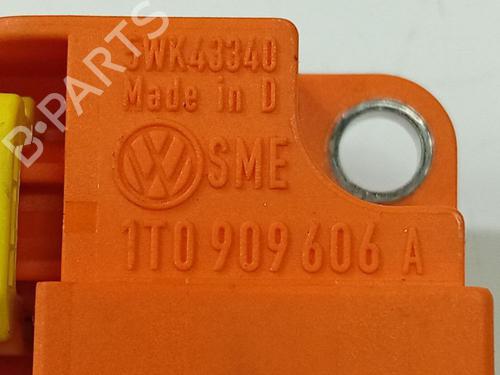 5WK43340
Made in D
SME
1T0 909 606 A
B-PARTS